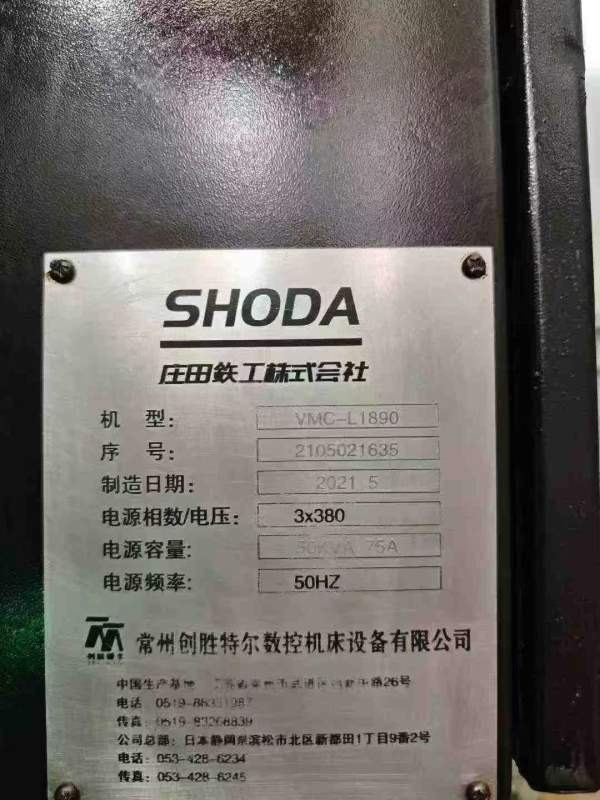 SHODA
庄田鉄工株式会社
机 型: VMC-L1890
序 号: 2105021635
制造日期: 2021.5
电源相数/电压: 3x380
电源容量: 50KVA 75A
电源频率: 50HZ
常州创胜特尔数控机床设备有限公司
中国生产基地 路26号
电话 0519-
传真: 0519-83268839
公司总部: 日本静岡県滨松市北区新都田1丁目9番2号
电话: 053-428-6234
传真: 053-428-6245